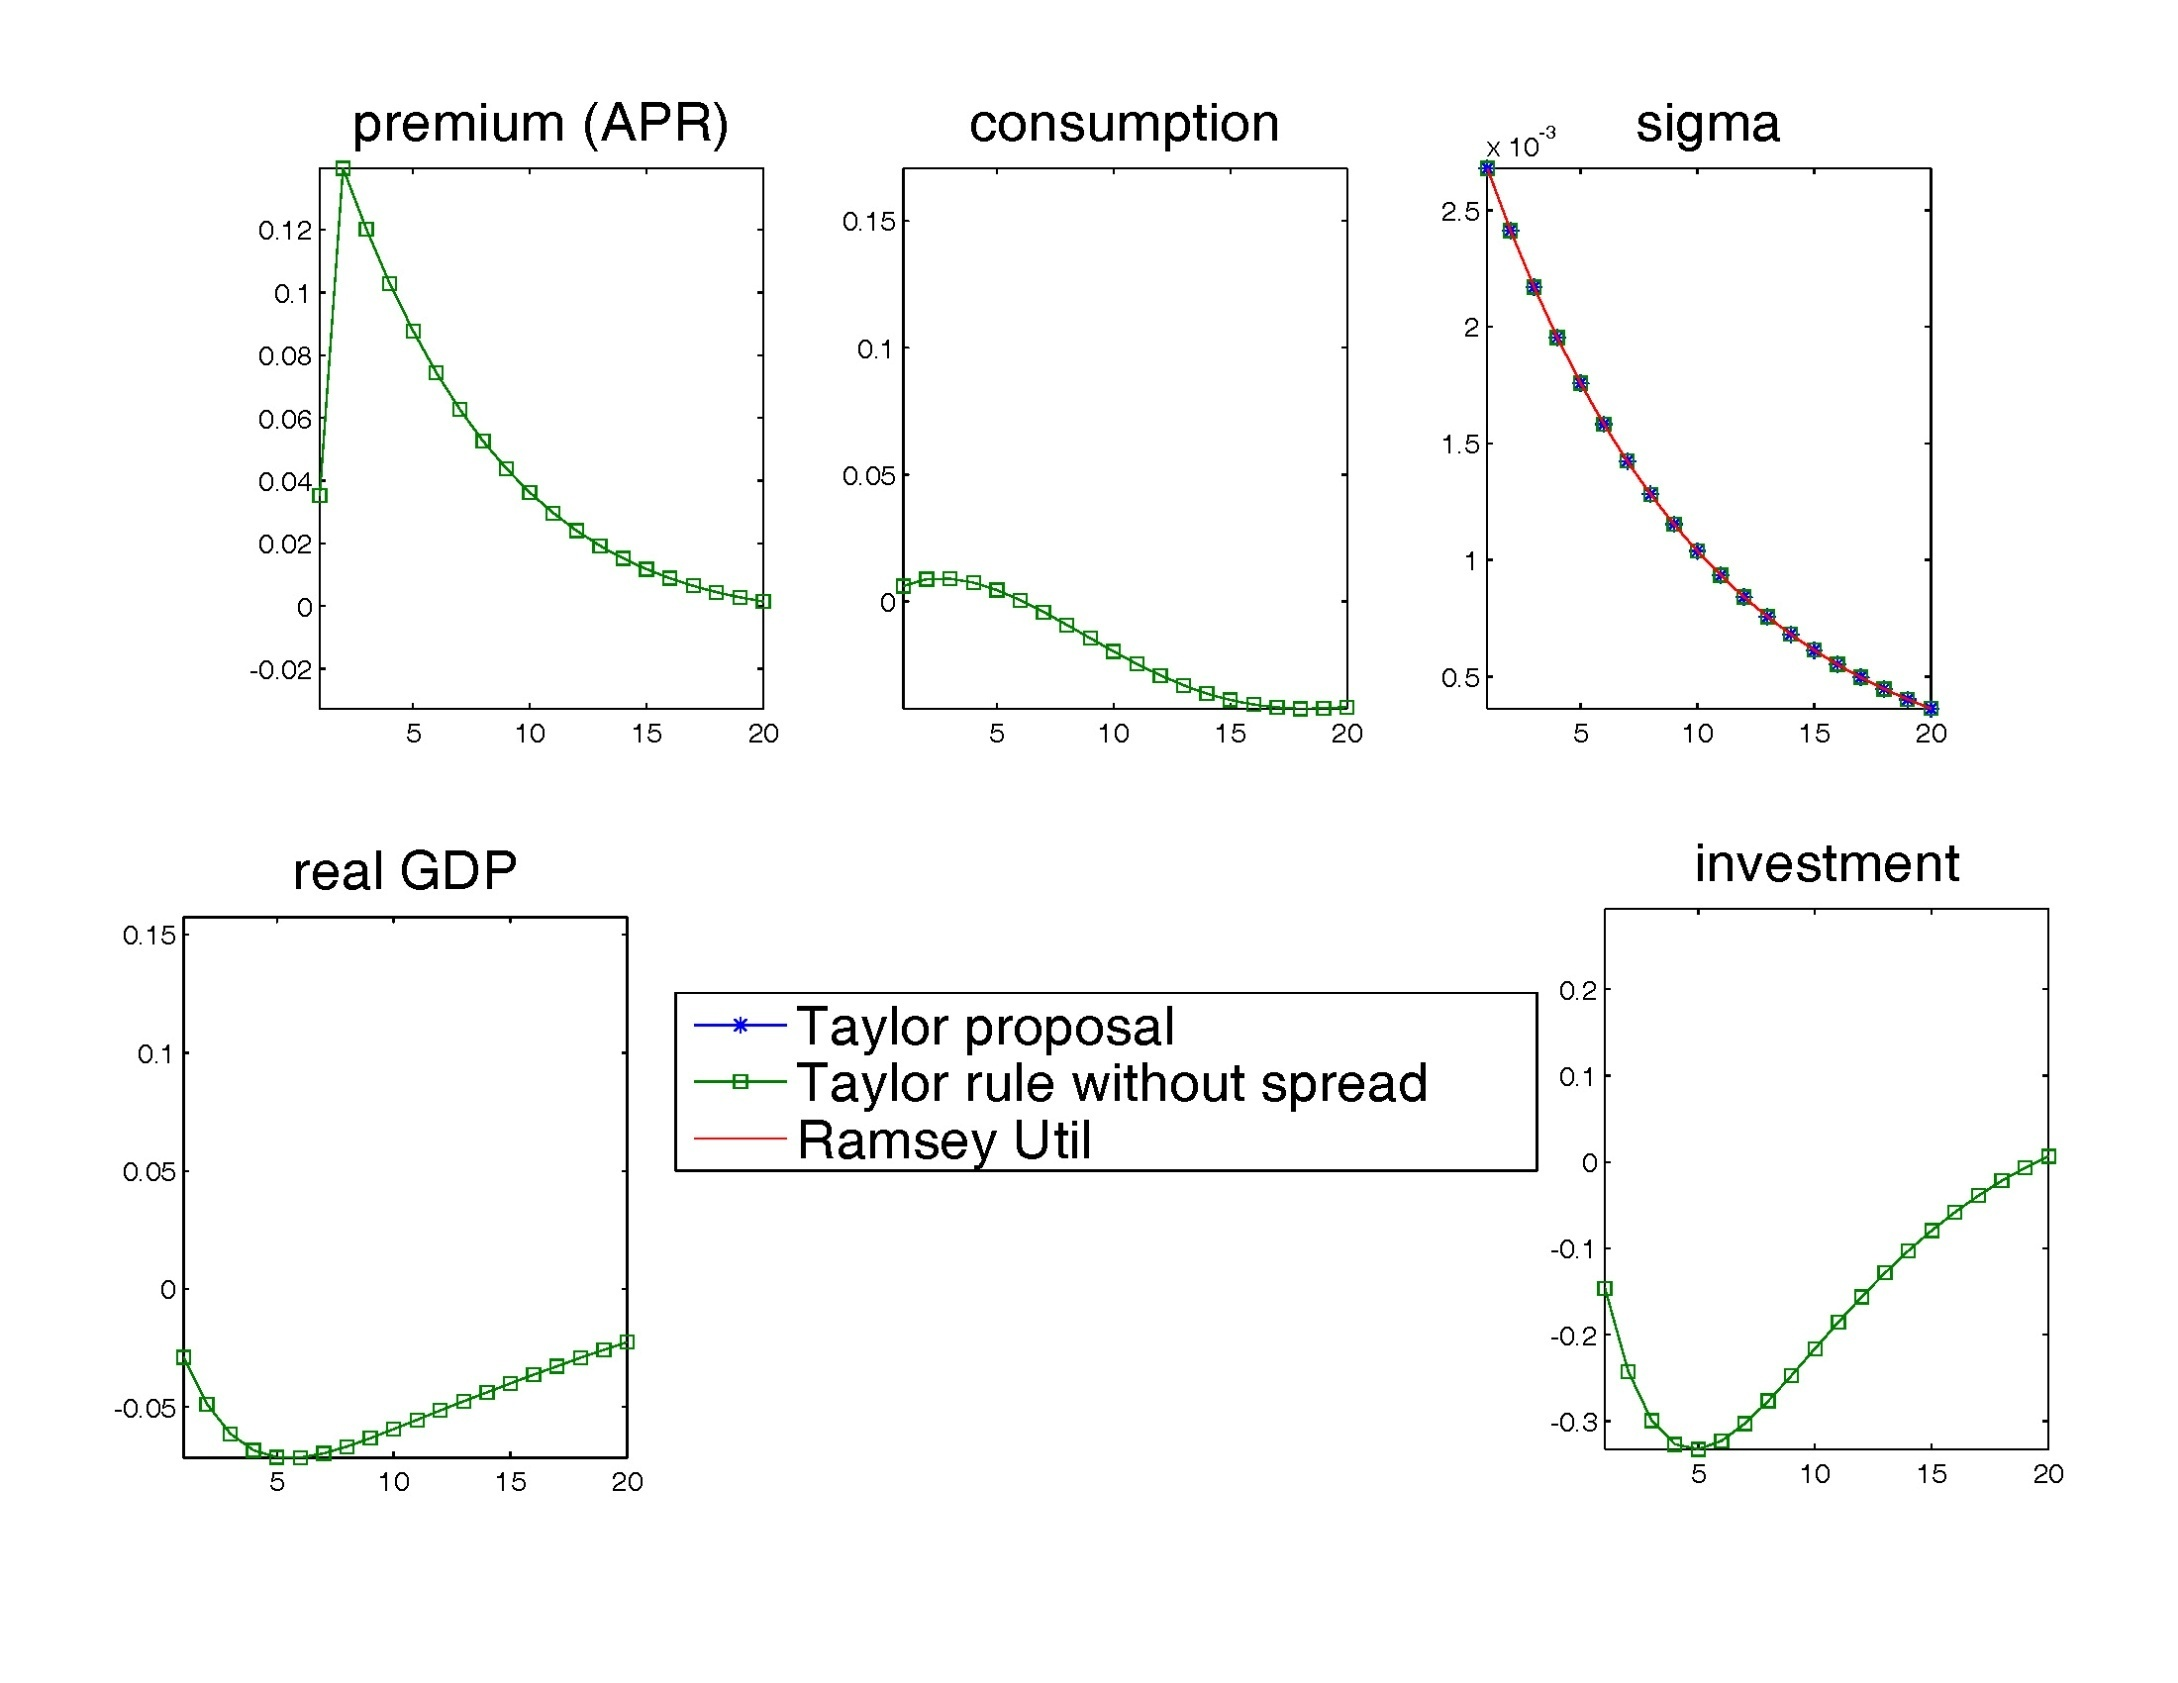 premium (APR)
consumption
sigma
x 10-3
0.12
0.1
0.08
0.06
0.04
0.02
0
-0.02
5 10 15 20
0.15
0.1
0.05
0
5 10 15 20
2.5
2
1.5
1
0.5
5 10 15 20
real GDP
investment
0.15
0.1
0.05
0
-0.05
5 10 15 20
Taylor proposal
Taylor rule without spread
Ramsey Util
0.2
0.1
0
-0.1
-0.2
-0.3
5 10 15 20